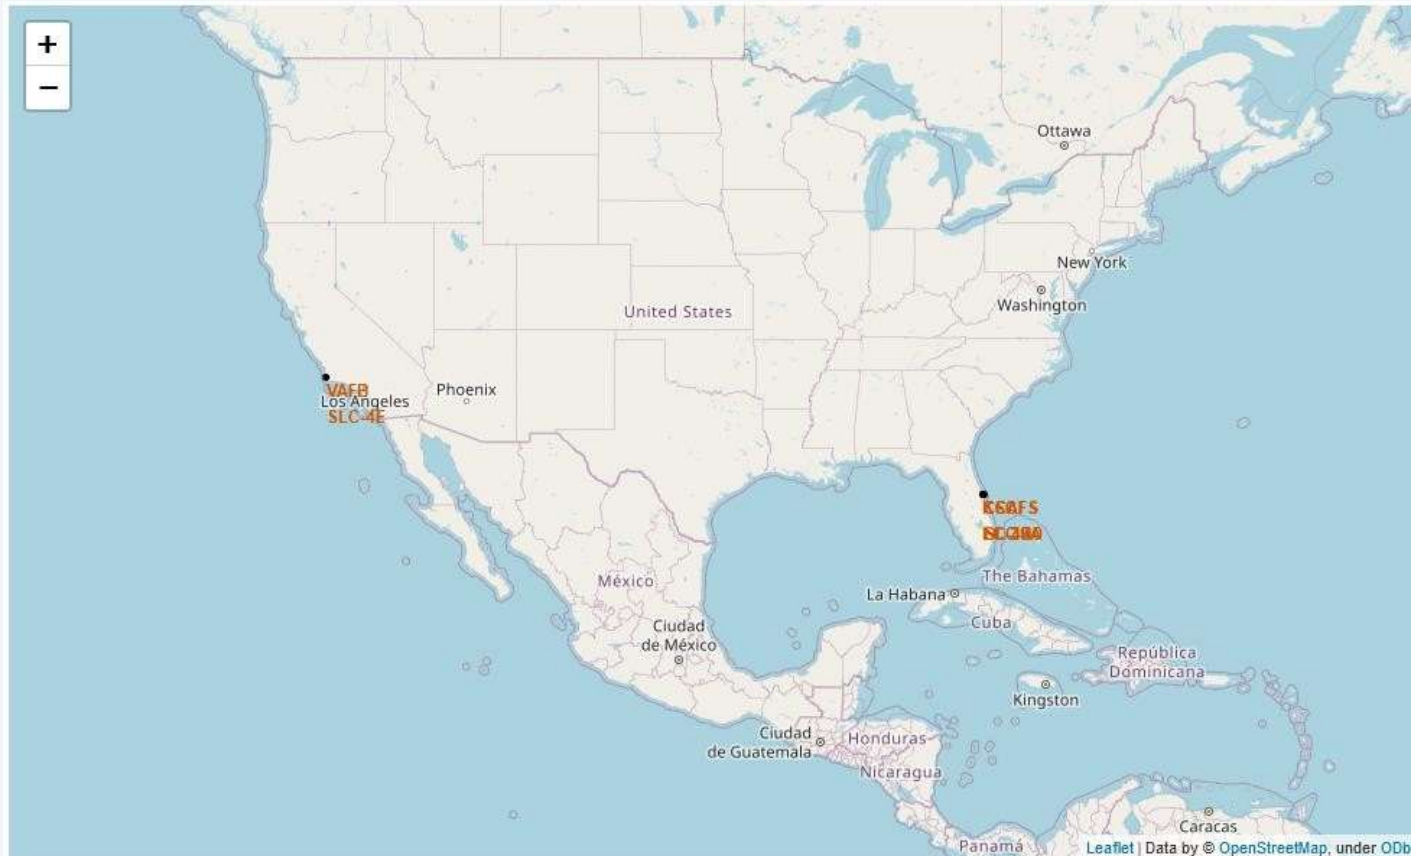 +
−
Ottawa
New York
Washington
United States
Phoenix
VAFB
Los Angeles
SLC-4E
The Bahamas
La Habana
México
Cuba
Ciudad
de México
República
Dominicana
Kingston
Ciudad
de Guatemala
Honduras
Nicaragua
Caracas
Panamá
Leaflet | Data by © OpenStreetMap, under ODb